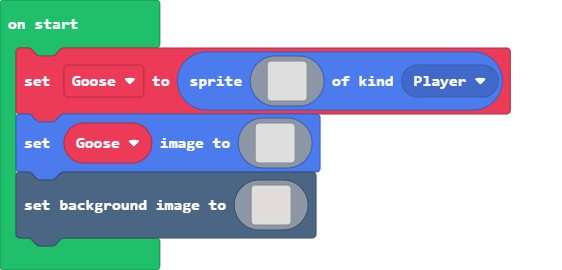 on start
set Goose to sprite of kind Player
set Goose image to
set background image to